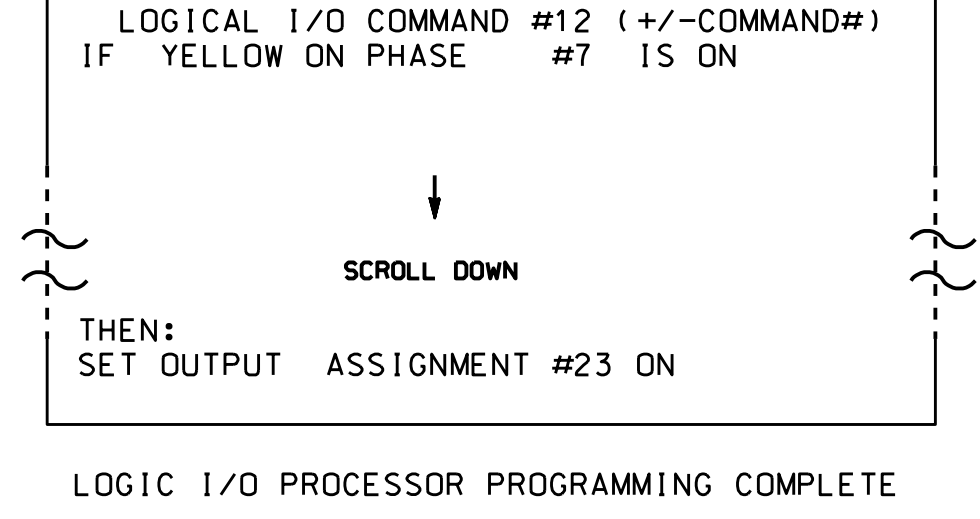 LOGICAL I/O COMMAND #12 (+/-COMMAND#)
IF YELLOW ON PHASE #7 IS ON
SCROLL DOWN
THEN:
SET OUTPUT ASSIGNMENT #23 ON
LOGIC I/O PROCESSOR PROGRAMMING COMPLETE